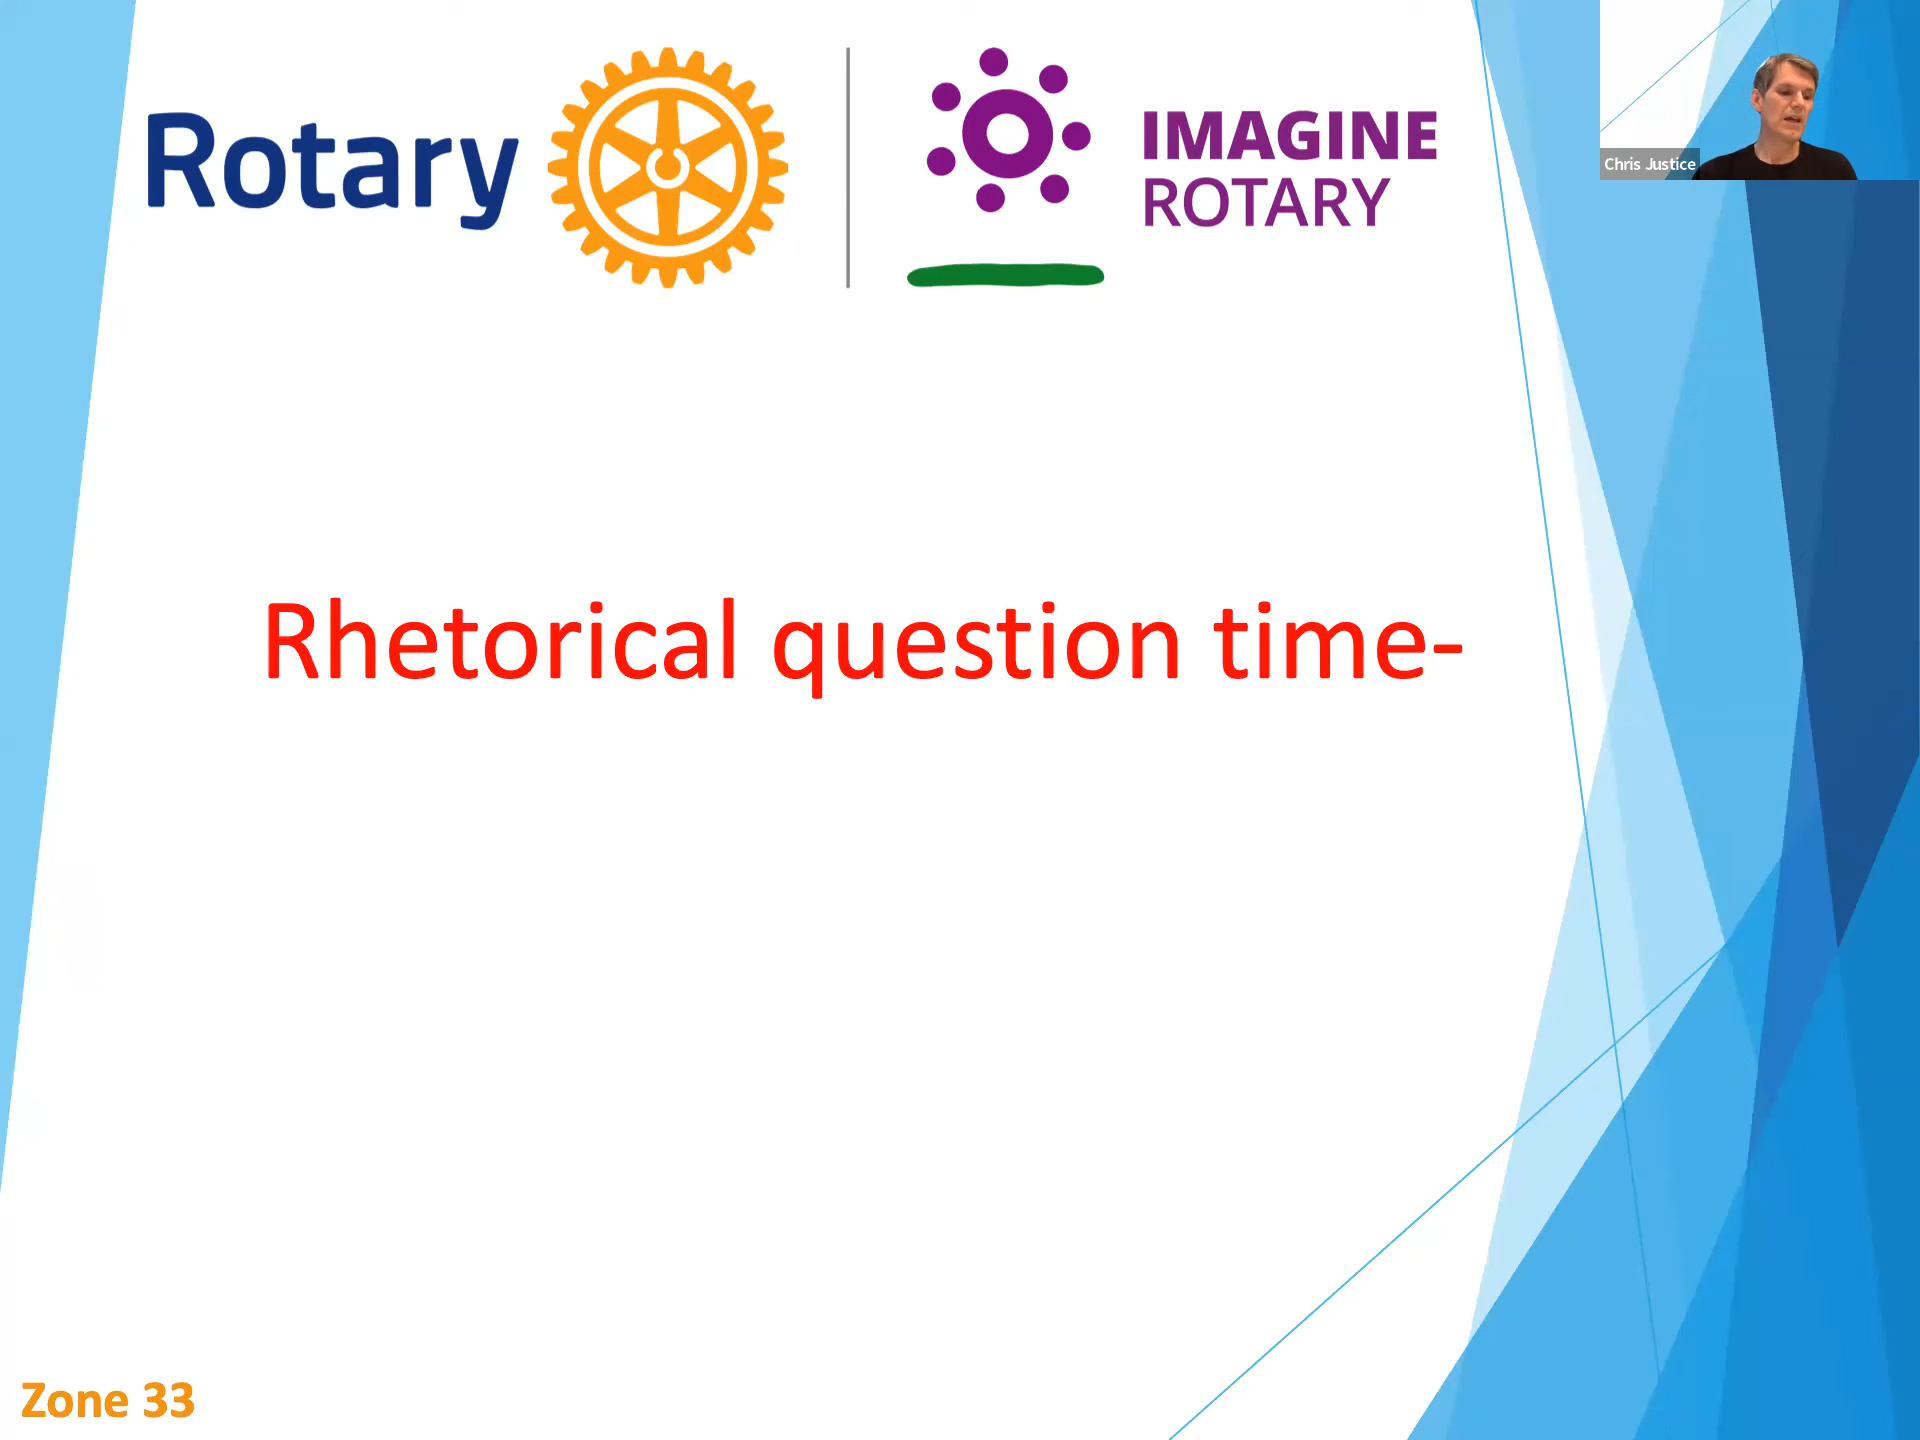 Rotary
IMAGINE
ROTARY
Chris Justice
Rhetorical question time-
Zone 33